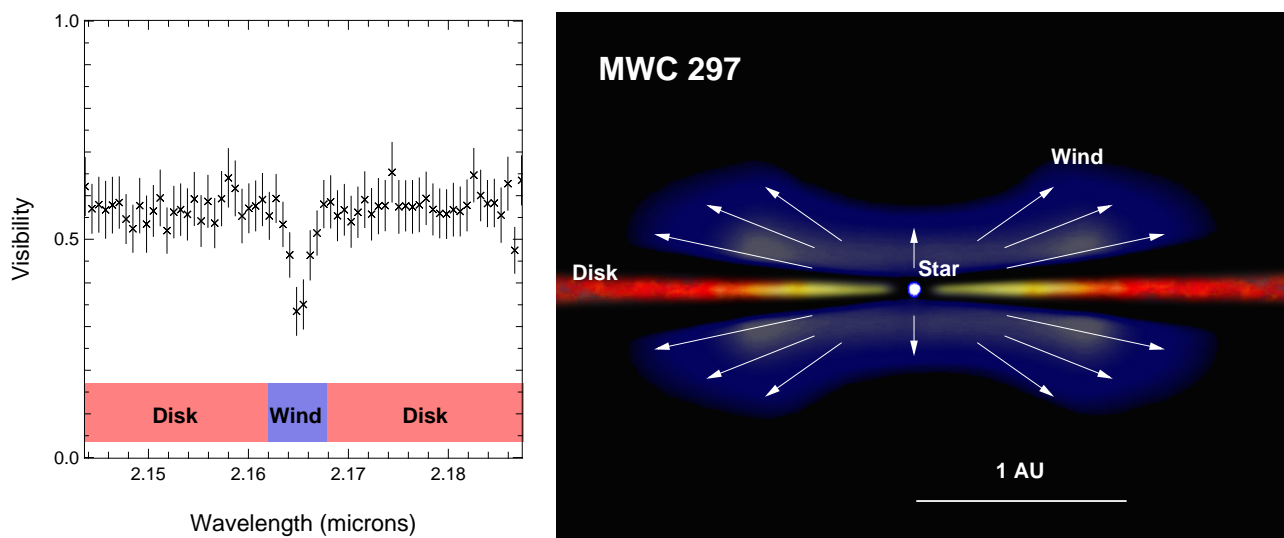 1.0
0.5
0.0
Visibility
Disk Wind Disk
2.15 2.16 2.17 2.18
Wavelength (microns)
MWC 297
Wind
Disk
Star
1 AU